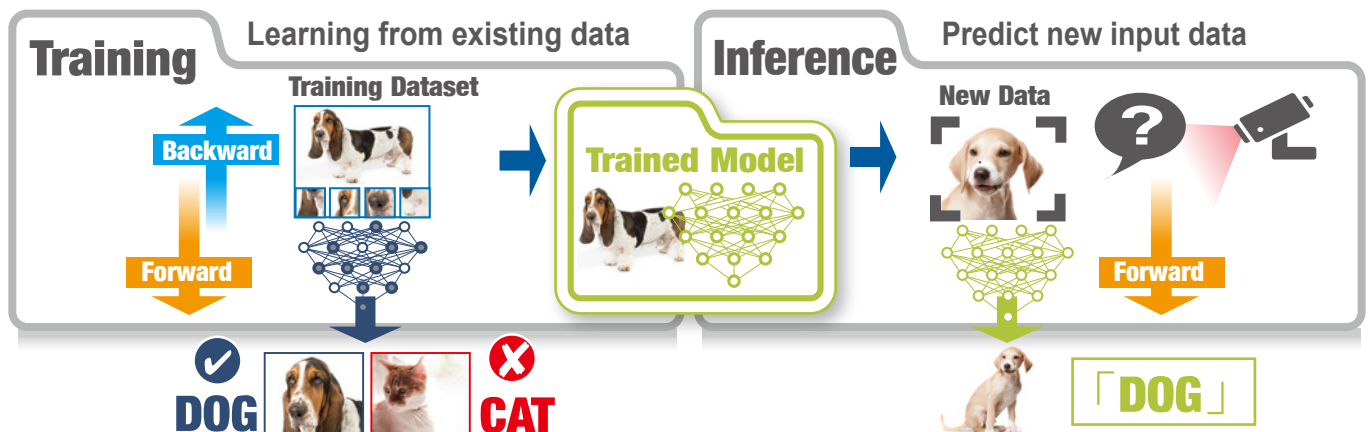 Training
Learning from existing data
Training Dataset
Backward
Forward
DOG
CAT
Trained Model
Inference
Predict new input data
New Data
?
Forward
「DOG」